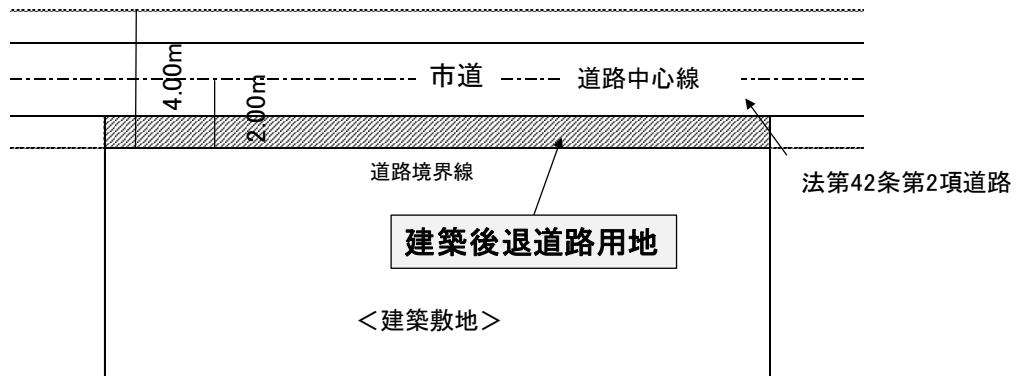 4.00m
2.00m
市道
道路中心線
道路境界線
法第42条第2項道路
建築後退道路用地
＜建築敷地＞